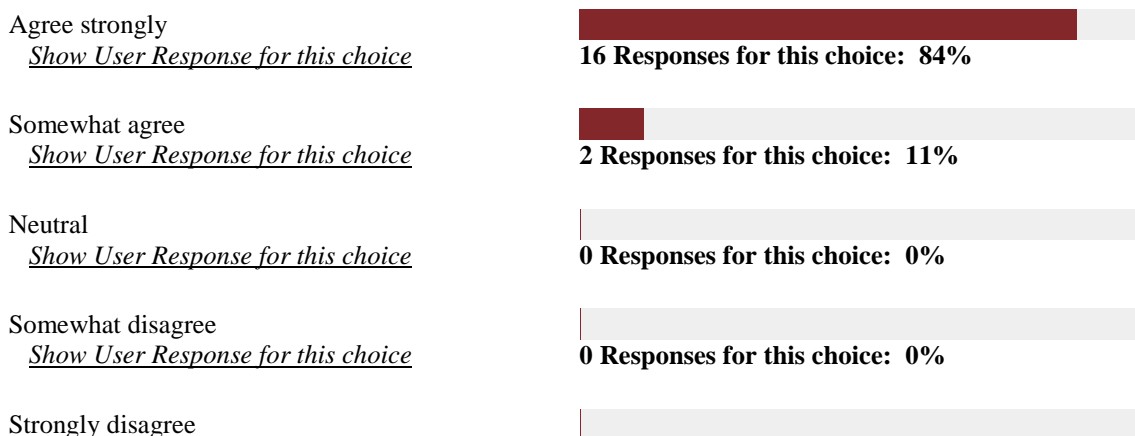 Agree strongly
Show User Response for this choice
16 Responses for this choice: 84%
Somewhat agree
Show User Response for this choice
2 Responses for this choice: 11%
Neutral
Show User Response for this choice
0 Responses for this choice: 0%
Somewhat disagree
Show User Response for this choice
0 Responses for this choice: 0%
Strongly disagree